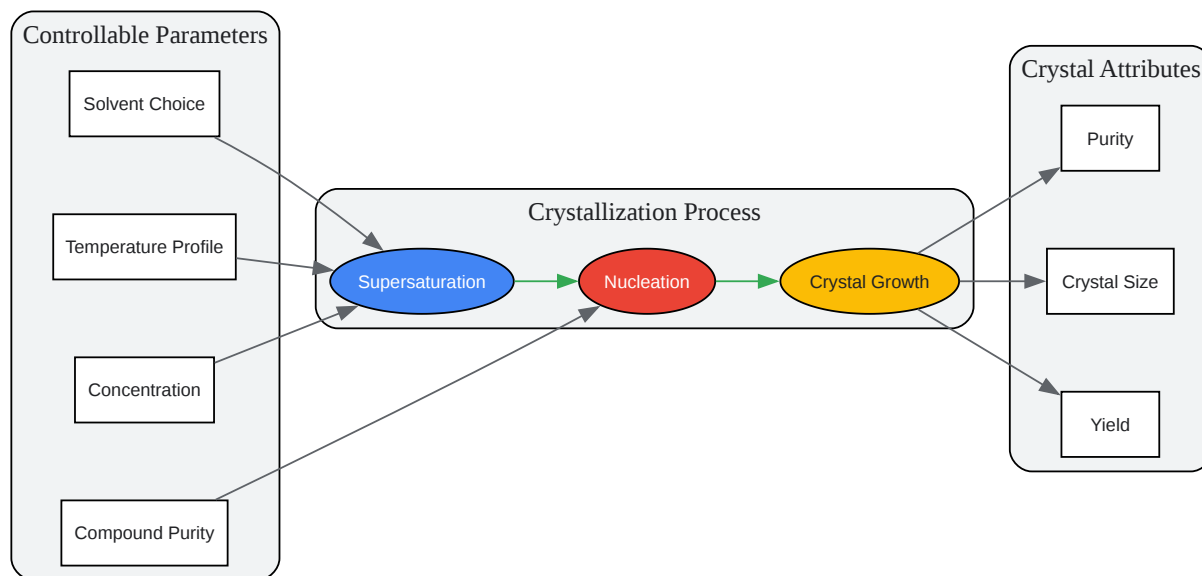 Controllable Parameters
Solvent Choice
Temperature Profile
Concentration
Compound Purity
Crystallization Process
Supersaturation
Nucleation
Crystal Growth
Crystal Attributes
Purity
Crystal Size
Yield